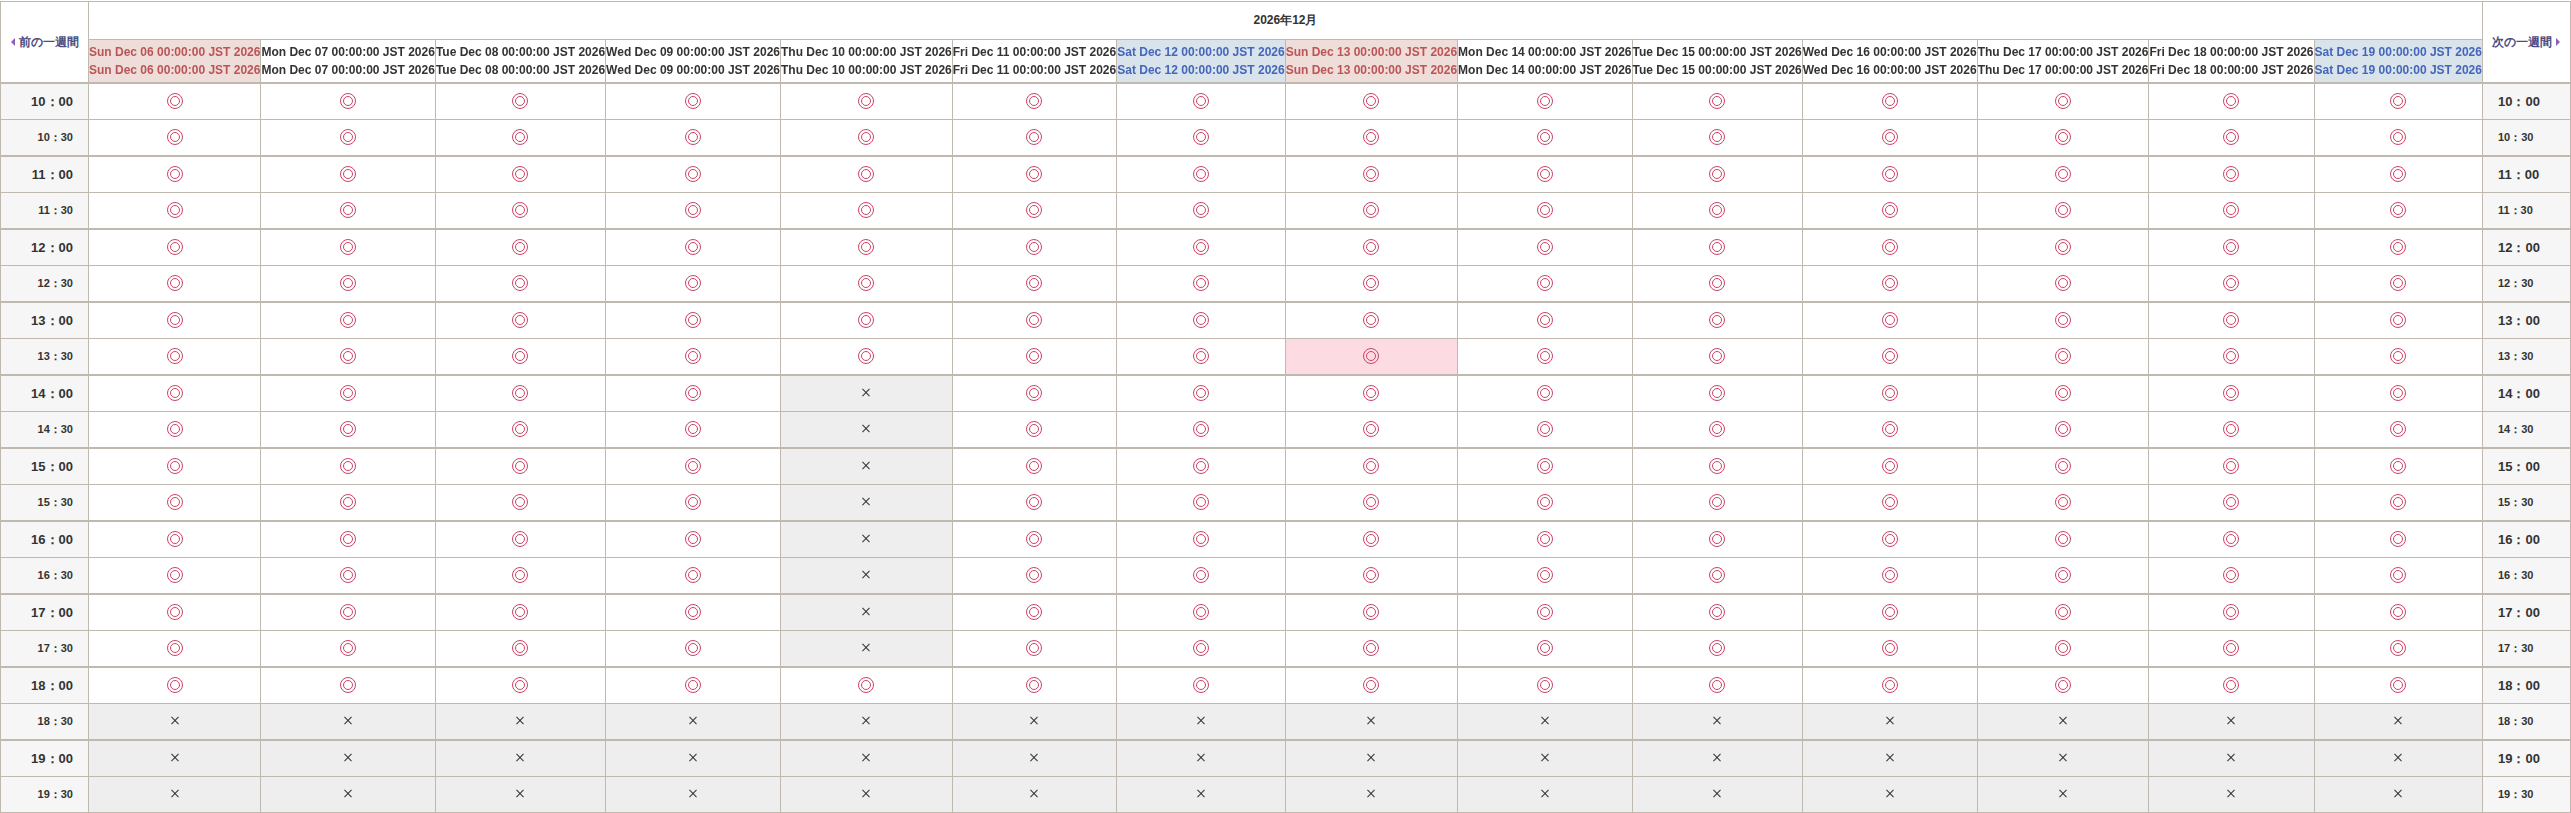 2026年12月
前の一週間 Sun Dec 06 00:00:00 JST 2026 Mon Dec 07 00:00:00 JST 2026 Tue Dec 08 00:00:00 JST 2026 Wed Dec 09 00:00:00 JST 2026 Thu Dec 10 00:00:00 JST 2026 Fri Dec 11 00:00:00 JST 2026 Sat Dec 12 00:00:00 JST 2026 Sun Dec 13 00:00:00 JST 2026 Mon Dec 14 00:00:00 JST 2026 Tue Dec 15 00:00:00 JST 2026 Wed Dec 16 00:00:00 JST 2026 Thu Dec 17 00:00:00 JST 2026 Fri Dec 18 00:00:00 JST 2026 Sat Dec 19 00:00:00 JST 2026 次の一週間
Sun Dec 06 00:00:00 JST 2026 Mon Dec 07 00:00:00 JST 2026 Tue Dec 08 00:00:00 JST 2026 Wed Dec 09 00:00:00 JST 2026 Thu Dec 10 00:00:00 JST 2026 Fri Dec 11 00:00:00 JST 2026 Sat Dec 12 00:00:00 JST 2026 Sun Dec 13 00:00:00 JST 2026 Mon Dec 14 00:00:00 JST 2026 Tue Dec 15 00:00:00 JST 2026 Wed Dec 16 00:00:00 JST 2026 Thu Dec 17 00:00:00 JST 2026 Fri Dec 18 00:00:00 JST 2026 Sat Dec 19 00:00:00 JST 2026
10：00 ◎ ◎ ◎ ◎ ◎ ◎ ◎ ◎ ◎ ◎ ◎ ◎ ◎ ◎ 10：00
10：30 ◎ ◎ ◎ ◎ ◎ ◎ ◎ ◎ ◎ ◎ ◎ ◎ ◎ ◎ 10：30
11：00 ◎ ◎ ◎ ◎ ◎ ◎ ◎ ◎ ◎ ◎ ◎ ◎ ◎ ◎ 11：00
11：30 ◎ ◎ ◎ ◎ ◎ ◎ ◎ ◎ ◎ ◎ ◎ ◎ ◎ ◎ 11：30
12：00 ◎ ◎ ◎ ◎ ◎ ◎ ◎ ◎ ◎ ◎ ◎ ◎ ◎ ◎ 12：00
12：30 ◎ ◎ ◎ ◎ ◎ ◎ ◎ ◎ ◎ ◎ ◎ ◎ ◎ ◎ 12：30
13：00 ◎ ◎ ◎ ◎ ◎ ◎ ◎ ◎ ◎ ◎ ◎ ◎ ◎ ◎ 13：00
13：30 ◎ ◎ ◎ ◎ ◎ ◎ ◎ ◎ ◎ ◎ ◎ ◎ ◎ ◎ 13：30
14：00 ◎ ◎ ◎ ◎ × ◎ ◎ ◎ ◎ ◎ ◎ ◎ ◎ ◎ 14：00
14：30 ◎ ◎ ◎ ◎ × ◎ ◎ ◎ ◎ ◎ ◎ ◎ ◎ ◎ 14：30
15：00 ◎ ◎ ◎ ◎ × ◎ ◎ ◎ ◎ ◎ ◎ ◎ ◎ ◎ 15：00
15：30 ◎ ◎ ◎ ◎ × ◎ ◎ ◎ ◎ ◎ ◎ ◎ ◎ ◎ 15：30
16：00 ◎ ◎ ◎ ◎ × ◎ ◎ ◎ ◎ ◎ ◎ ◎ ◎ ◎ 16：00
16：30 ◎ ◎ ◎ ◎ × ◎ ◎ ◎ ◎ ◎ ◎ ◎ ◎ ◎ 16：30
17：00 ◎ ◎ ◎ ◎ × ◎ ◎ ◎ ◎ ◎ ◎ ◎ ◎ ◎ 17：00
17：30 ◎ ◎ ◎ ◎ × ◎ ◎ ◎ ◎ ◎ ◎ ◎ ◎ ◎ 17：30
18：00 ◎ ◎ ◎ ◎ ◎ ◎ ◎ ◎ ◎ ◎ ◎ ◎ ◎ ◎ 18：00
18：30 × × × × × × × × × × × × × × 18：30
19：00 × × × × × × × × × × × × × × 19：00
19：30 × × × × × × × × × × × × × × 19：30